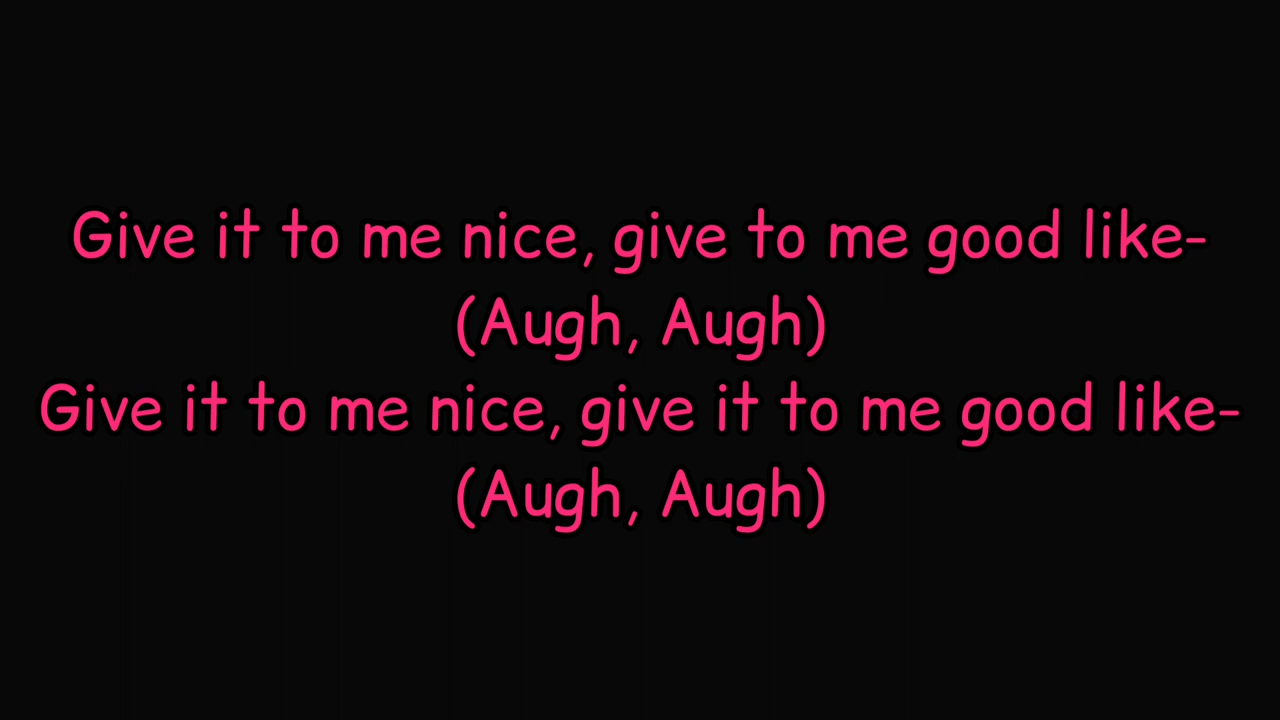 Give it to me nice, give to me good like-
(Augh, Augh)
Give it to me nice, give it to me good like-
(Augh, Augh)